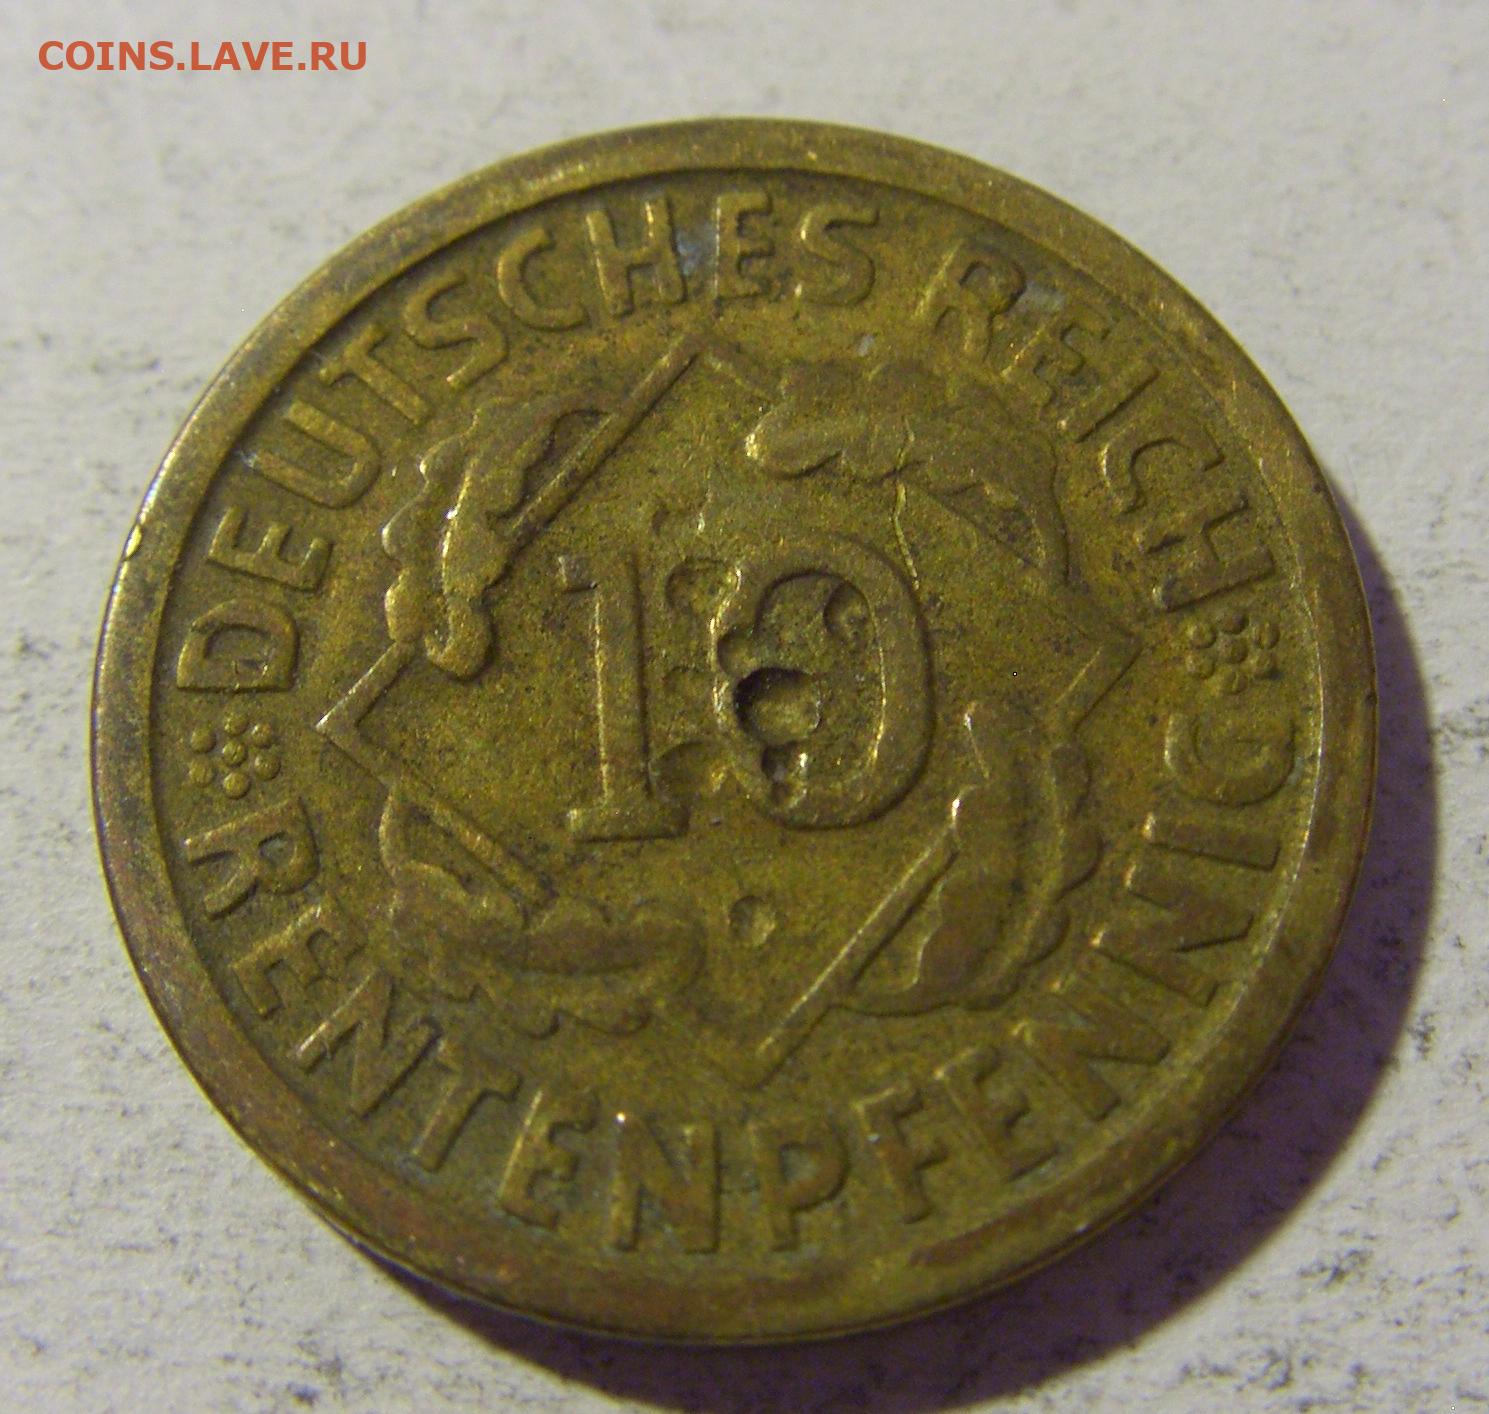 COINS.LAVE.RU
DEUTSCHES REICH
10
RENTENPFENNIG